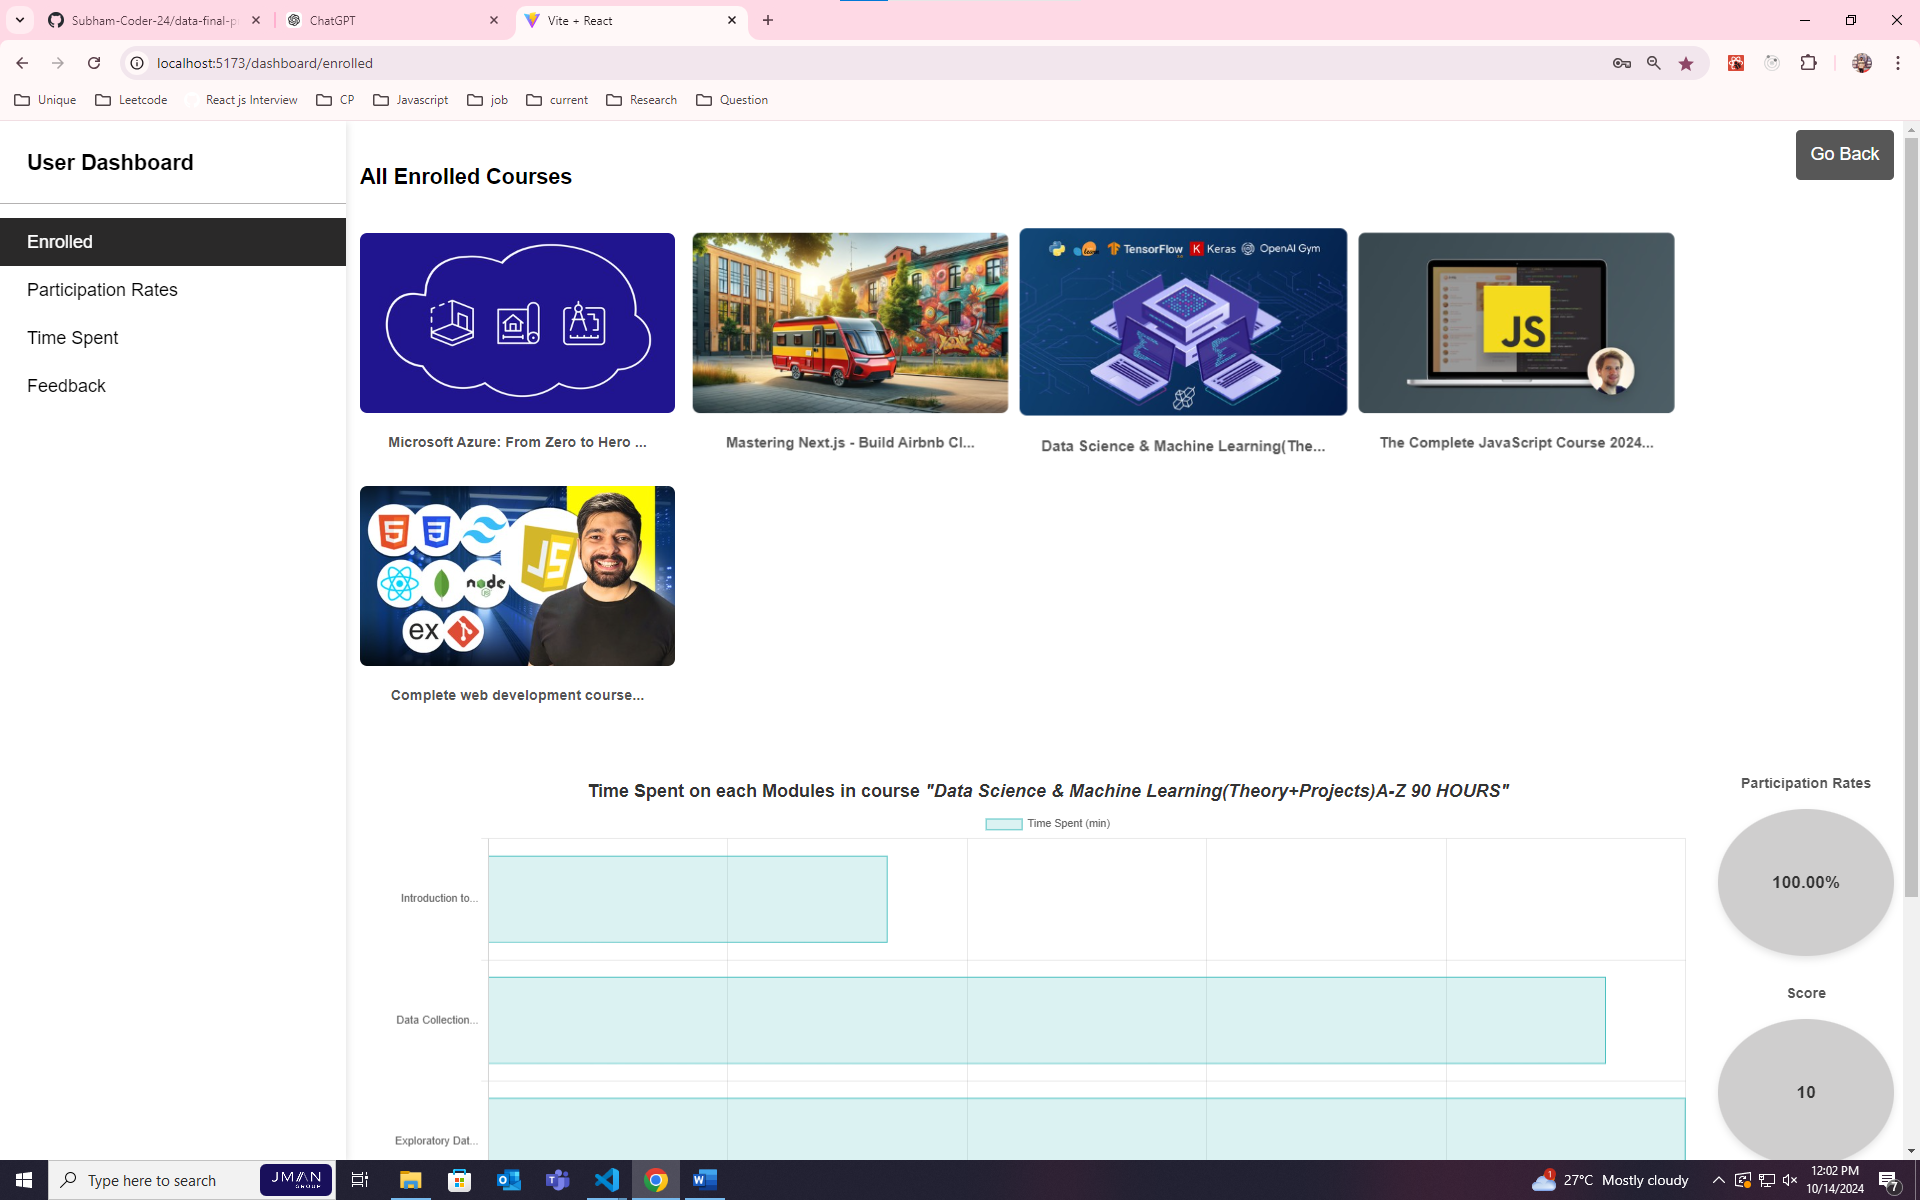 Subham-Coder-24/data-final-p
ChatGPT
Vite + React
localhost:5173/dashboard/enrolled
Unique
Leetcode
React js Interview
CP
Javascript
job
current
Research
Question
User Dashboard
Enrolled
Participation Rates
Time Spent
Feedback
Go Back
All Enrolled Courses
TensorFlow
K Keras
OpenAI Gym
JS
Microsoft Azure: From Zero to Hero ...
Mastering Next.js - Build Airbnb Cl...
Data Science & Machine Learning(The...
The Complete JavaScript Course 2024...
5
3
JS
node
ex
Complete web development course...
Time Spent on each Modules in course "Data Science & Machine Learning(Theory+Projects)A-Z 90 HOURS"
Time Spent (min)
Introduction to...
Data Collection...
Exploratory Dat...
Participation Rates
100.00%
Score
10
Type here to search
JMAN
GROUP
1
27°C Mostly cloudy
12:02 PM
10/14/2024
7